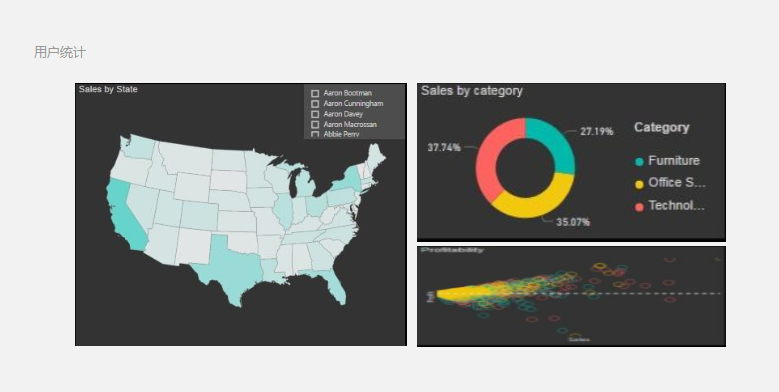 用户统计
Sales by State
Aaron Bootman
Aaron Cunningham
Aaron Davey
Aaron Macrossan
Abbie Perry
Sales by category
27.19%
37.74%
35.07%
Category
Furniture
Office S...
Technol...
Profitability